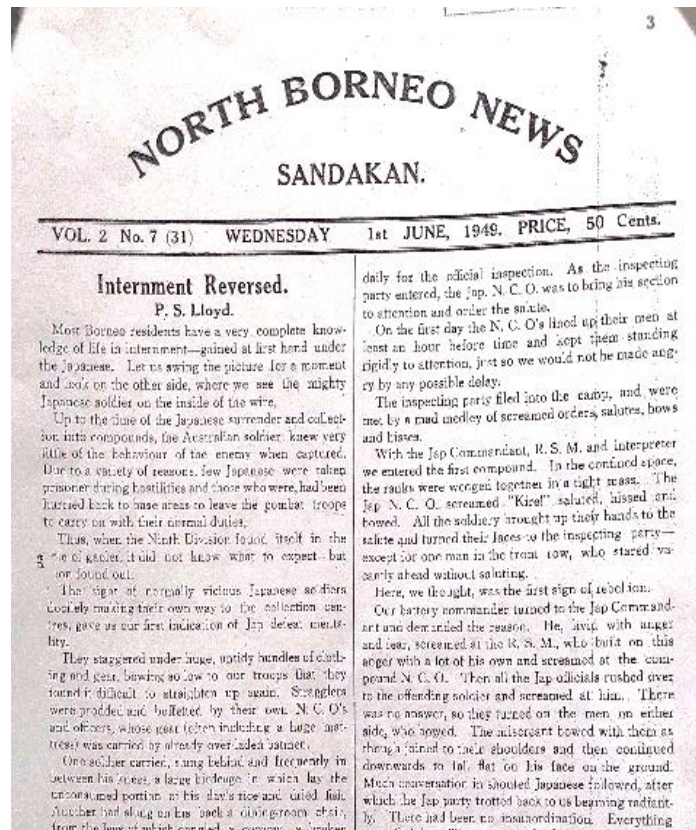 3
NORTH BORNEO NEWS
SANDAKAN.
VOL. 2 No. 7 (31) WEDNESDAY 1st JUNE, 1949. PRICE, 50 Cents.
Internment Reversed.
P. S. Lloyd.
Most Borneo residents have a very complete know-
ledge of life in internment—gained at first hand under
the Japanese. Let us swing the picture for a moment
and look on the other side, where we see the mighty
Japanese soldier on the inside of the wire.
Up to the time of the Japanese surrender and collect-
ion into compounds, the Australian soldier knew very
little of the behaviour of the enemy when captured.
Due to a variety of reasons, few Japanese were taken
prisoner during hostilities and those who were, had been
hurried back to base areas to leave the combat troops
to carry on with their normal duties.
Thus, when the Ninth Division found itself in the
of it did not know what to expect but
found out.
The sight of normally vicious Japanese soldiers
docilely making their own way to the collection cen-
tres, gave us our first indication of Jap defeat menta-
lity.
They staggered under huge, untidy bundles of cloth-
ing and gear, bowing so low to our troops that they
found it difficult to straighten up again. Stragglers
were prodded and buffetted by their own N. C. O's
and officers, whose gear (often including a huge mat-
tress) was carried by already overladen batmen.
One soldier carried, slung behind and frequently in
between his knees, a large birdcage in which lay the
unconsumed portion of his day's rice and dried fish.
Another had slung on his back a dining-room chair,
from the legs of which dangled a
daily for the official inspection. As the inspecting
party entered, the Jap. N. C. O. was to bring his section
to attention and order the salute.
On the first day the N. C. O's lined up their men at
least an hour before time and kept them standing
rigidly to attention, just so we would not be made ang-
ry by any possible delay.
The inspecting party filed into the camp, and were
met by a mad medley of screamed orders, salutes, bows
and hisses.
With the Jap Commandant, R. S. M. and interpreter
we entered the first compound. In the confined space,
the ranks were wedged together in a tight mass. The
Jap N. C. O. screamed "Kirei" saluted, hissed and
bowed. All the soldiery brought up their hands to the
salute and turned their faces to the inspecting party—
except for one man in the front row, who stared va-
cantly ahead without saluting.
Here, we thought, was the first sign of rebellion.
Our battery commander turned to the Jap Command-
ant and demanded the reason. He, livid with anger
and fear, screamed at the R. S. M., who built on this
anger with a lot of his own and screamed at the com-
pound N. C. O. Then all the Jap officials rushed over
to the offending soldier and screamed at him. There
was no answer, so they turned on the men on either
side, who bowed. The miscreant bowed with them as
though joined to their shoulders and then continued
downwards to fall flat on his face on the ground.
Much conversation in shouted Japanese followed, after
which the Jap party trotted back to us beaming radiant-
ly. There had been no insubordination. Everything